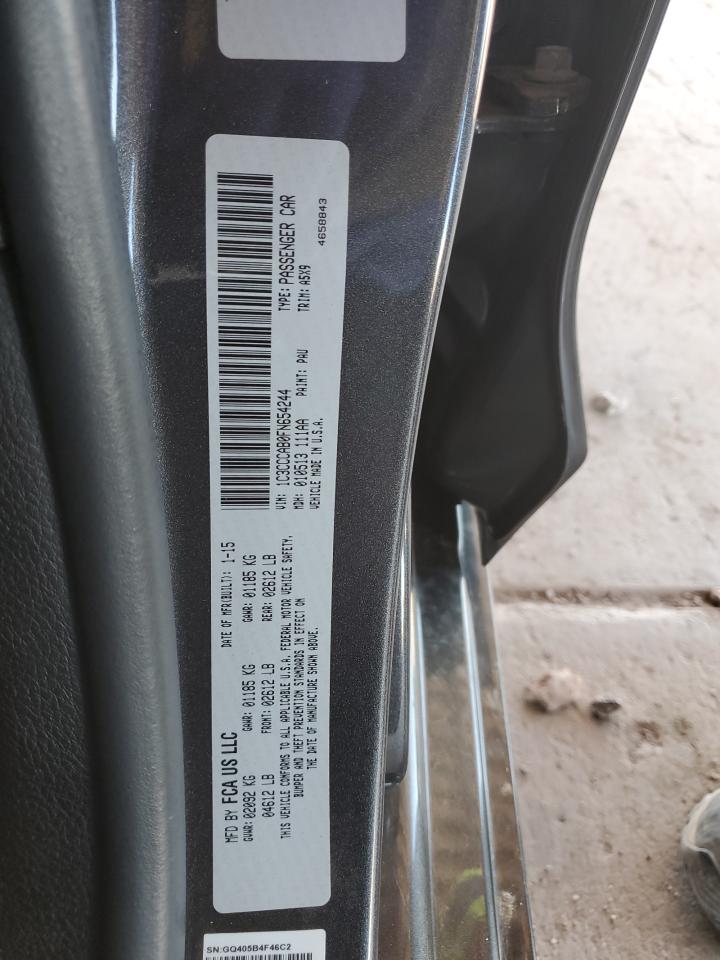 MFD BY FCA US LLC
DATE OF MFR(BUILT): 1-15
GVWR: 02092 KG
GAWR: 01185 KG
GAWR: 01185 KG
04612 LB
FRONT: 02612 LB
REAR: 02612 LB
THIS VEHICLE CONFORMS TO ALL APPLICABLE U.S.A. FEDERAL MOTOR VEHICLE SAFETY,
BUMPER AND THEFT PREVENTION STANDARDS IN EFFECT ON
THE DATE OF MANUFACTURE SHOWN ABOVE.
VIN: 1C3CCCAB0FN654244
TYPE: PASSENGER CAR
MDH: 010513 111AA
PAINT: PAU
TRIM: A5X9
VEHICLE MADE IN U.S.A.
4658843
SN:GQ405B4F46C2